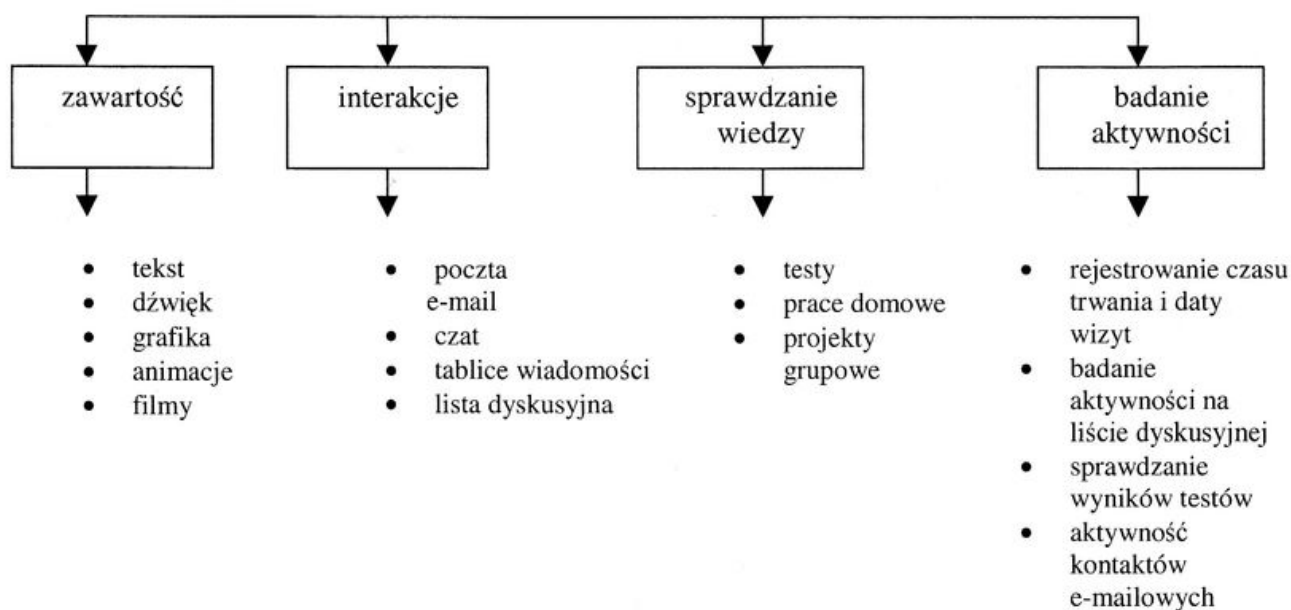 zawartość
interakcje
sprawdzanie
wiedzy
badanie
aktywności
• tekst
• dźwięk
• grafika
• animacje
• filmy
• poczta
e-mail
• czat
• tablice wiadomości
• lista dyskusyjna
• testy
• prace domowe
• projekty
grupowe
• rejestrowanie czasu
trwania i daty
wizyt
• badanie
aktywności na
liście dyskusyjnej
• sprawdzanie
wyników testów
• aktywność
kontaktów
e-mailowych